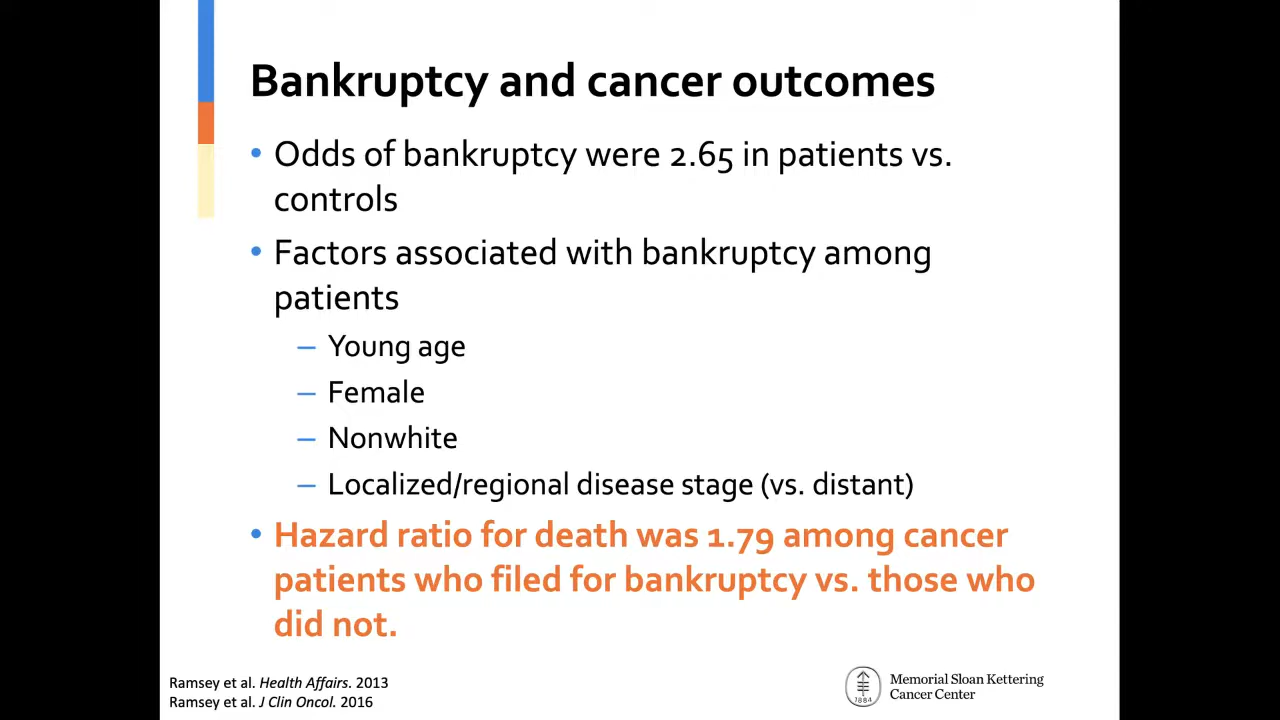 Bankruptcy and cancer outcomes
• Odds of bankruptcy were 2.65 in patients vs.
controls
• Factors associated with bankruptcy among
patients
– Young age
– Female
– Nonwhite
– Localized/regional disease stage (vs. distant)
• Hazard ratio for death was 1.79 among cancer
patients who filed for bankruptcy vs. those who
did not.
Ramsey et al. Health Affairs. 2013
Ramsey et al. J Clin Oncol. 2016
1884
Memorial Sloan Kettering
Cancer Center